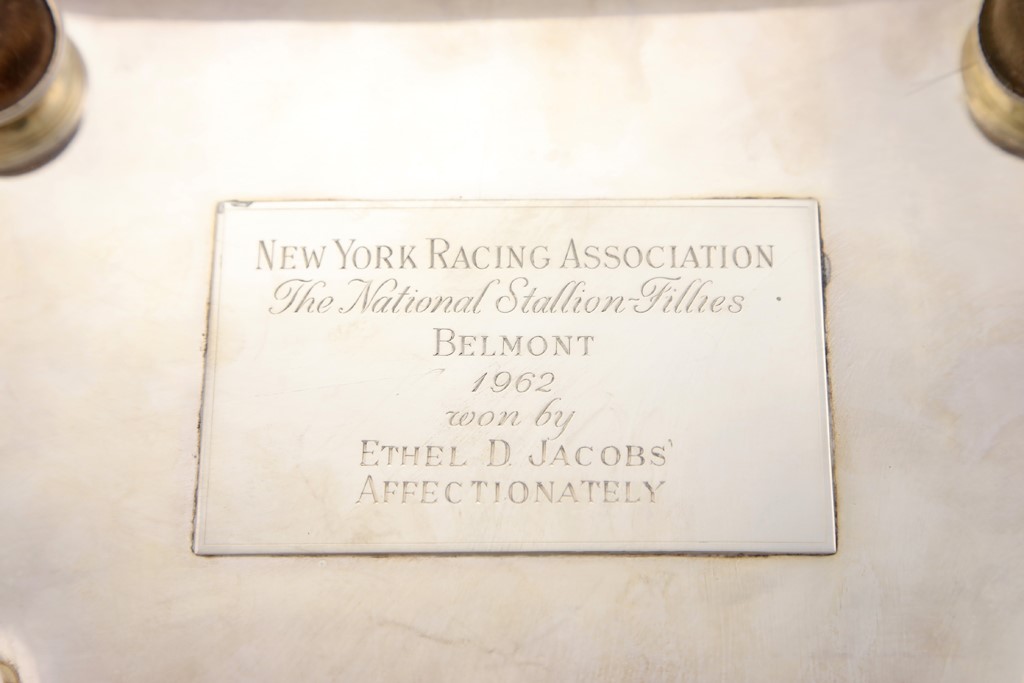 NEW YORK RACING ASSOCIATION
The National Stallion-Fillies
BELMONT
1962
won by
ETHEL D. JACOBS'
AFFECTIONATELY